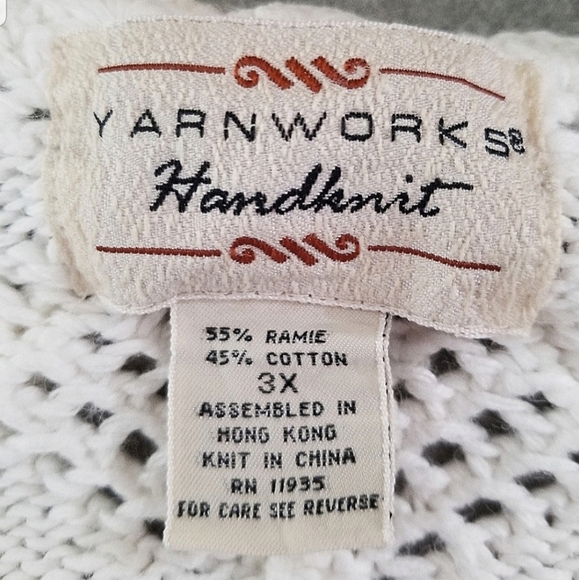 YARNWORKS®
Handknit
55% RAMIE
45% COTTON
3X
ASSEMBLED IN
HONG KONG
KNIT IN CHINA
RN 11935
FOR CARE SEE REVERSE